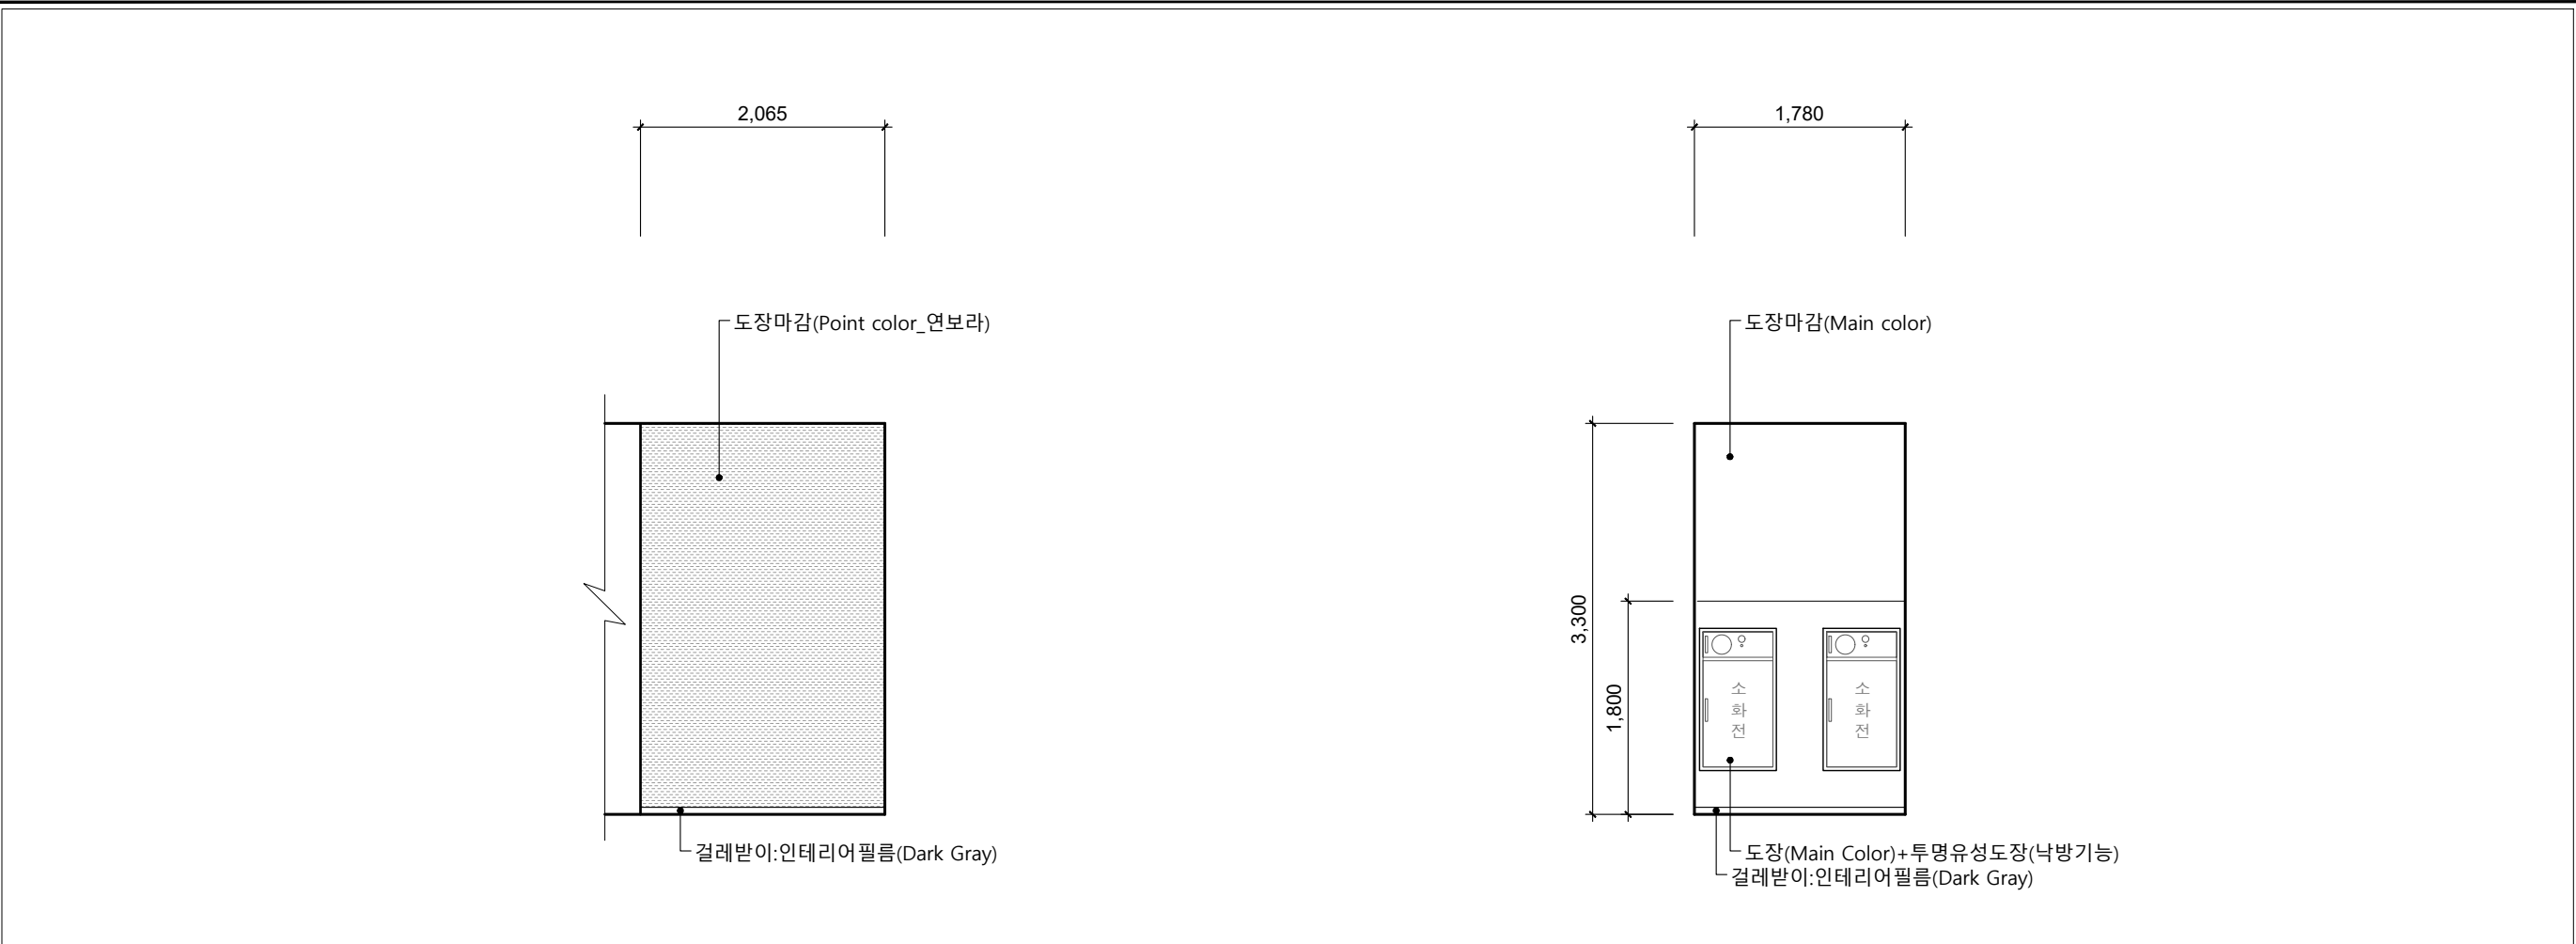 2,065
1,780
도장마감(Point color_연보라)
도장마감(Main color)
3,300
1,800
소
화
전
소
화
전
걸레받이:인테리어필름(Dark Gray)
도장(Main Color)+투명유성도장(낙방기능)
걸레받이:인테리어필름(Dark Gray)